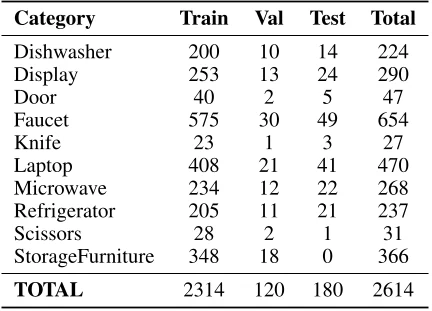 Category Train Val Test Total
Dishwasher 200 10 14 224
Display 253 13 24 290
Door 40 2 5 47
Faucet 575 30 49 654
Knife 23 1 3 27
Laptop 408 21 41 470
Microwave 234 12 22 268
Refrigerator 205 11 21 237
Scissors 28 2 1 31
StorageFurniture 348 18 0 366
TOTAL 2314 120 180 2614